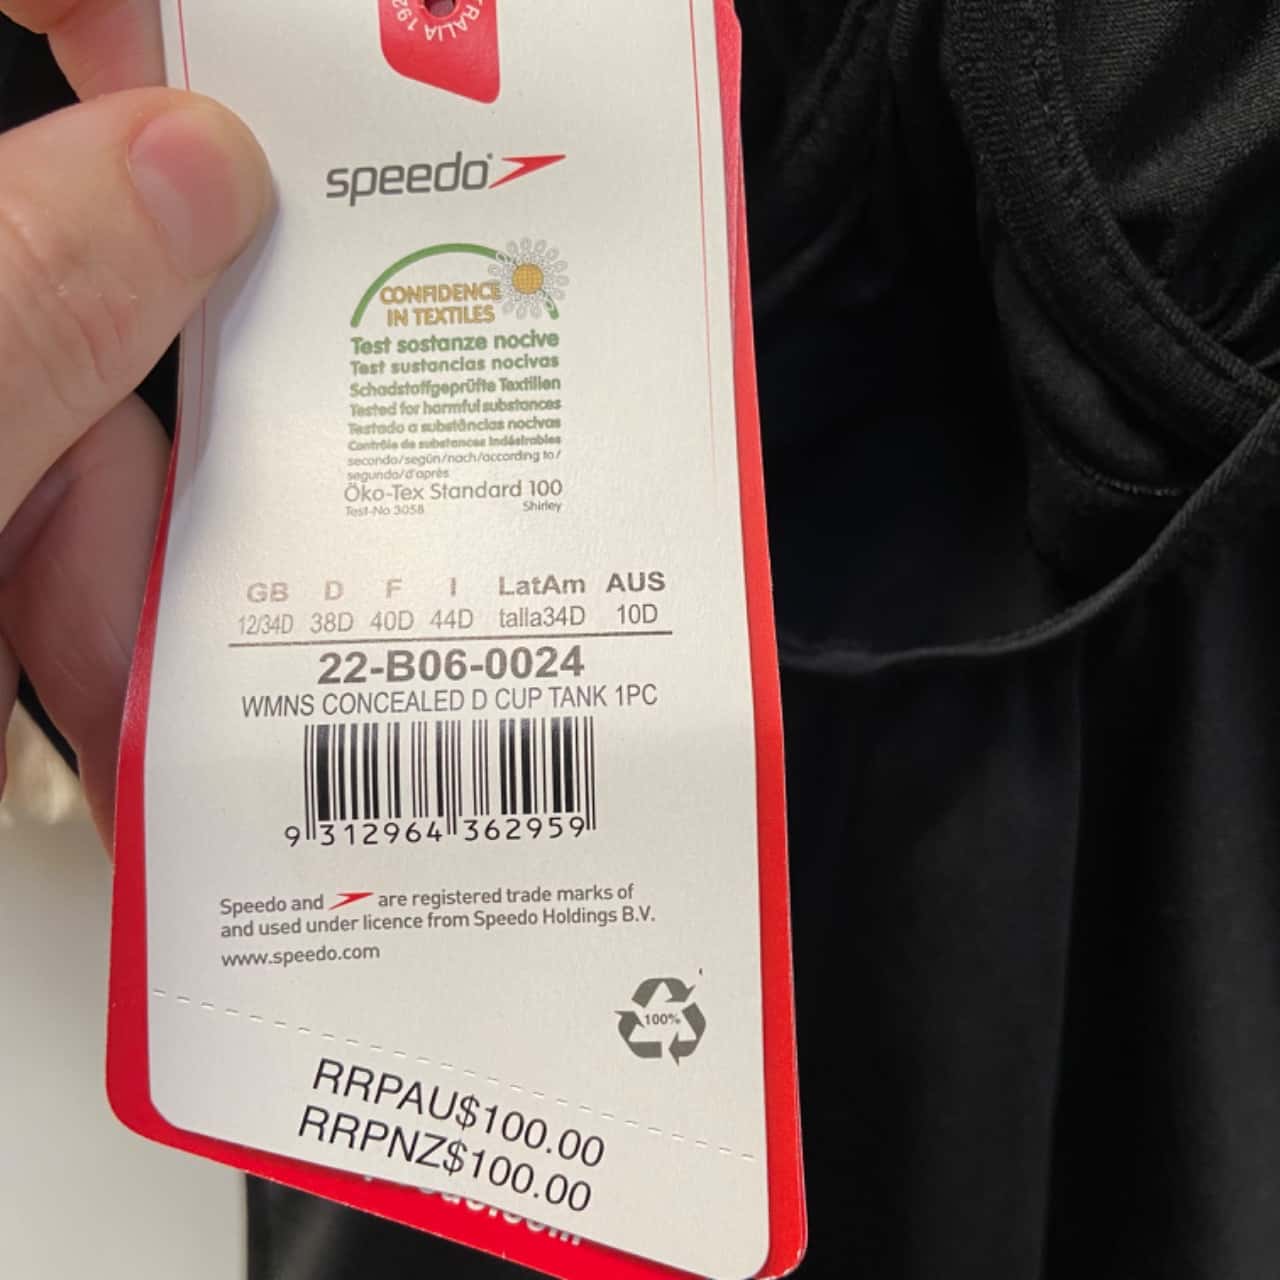 speedo
CONFIDENCE
IN TEXTILES
Test sostanze nocive
Test sustancias nocivas
Schadstoffgeprüfte Textilien
Tested for harmful substances
Testado a substâncias nocivas
Contrôle de substances indésirables
secondo/según/nach/according to/
segundo/d'après
Öko-Tex Standard 100
Test-No 3058 Shirley
GB D F I LatAm AUS
12/34D 38D 40D 44D talla34D 10D
22-B06-0024
WMNS CONCEALED D CUP TANK 1PC
9 312964 362959
Speedo and are registered trade marks of
and used under licence from Speedo Holdings B.V.
www.speedo.com
100%
RRPAU$100.00
RRPNZ$100.00